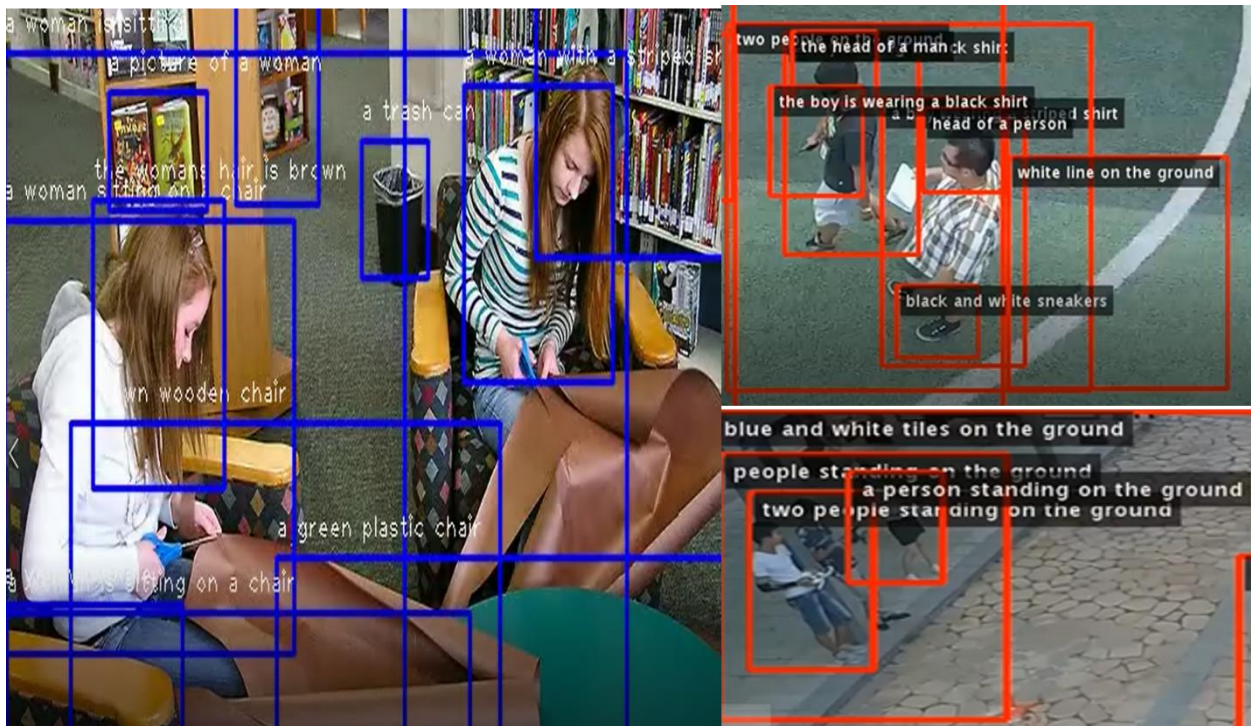 a woman is sitting
a picture of a woman
a woman with a striped sh
a trash can
the womans hair is brown
a woman sitting on a chair
wn wooden chair
a green plastic chair
is sitting on a chair
two people on the ground
the head of a man ck shirt
the boy is wearing a black shirt
a b striped shirt
head of a person
white line on the ground
black and white sneakers
blue and white tiles on the ground
people standing on the ground
a person standing on the ground
two people standing on the ground